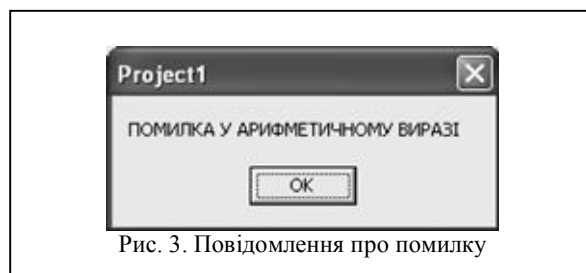 Project1
ПОМИЛКА У АРИФМЕТИЧНОМУ ВИРАЗІ
OK
Рис. 3. Повідомлення про помилку